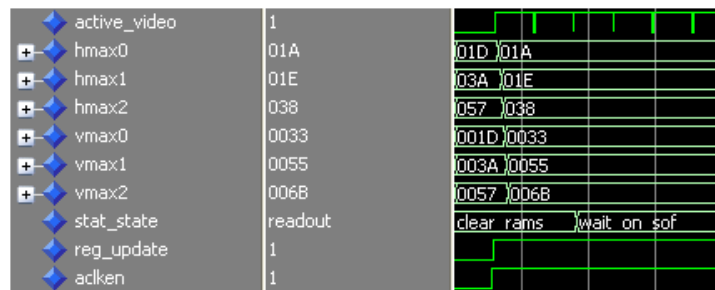 active_video 1
hmax0 01A 01D 01A
hmax1 01E 03A 01E
hmax2 038 057 038
vmax0 0033 001D 0033
vmax1 0055 003A 0055
vmax2 006B 0057 006B
stat_state readout clear rams wait on sof
reg_update 1
aclken 1